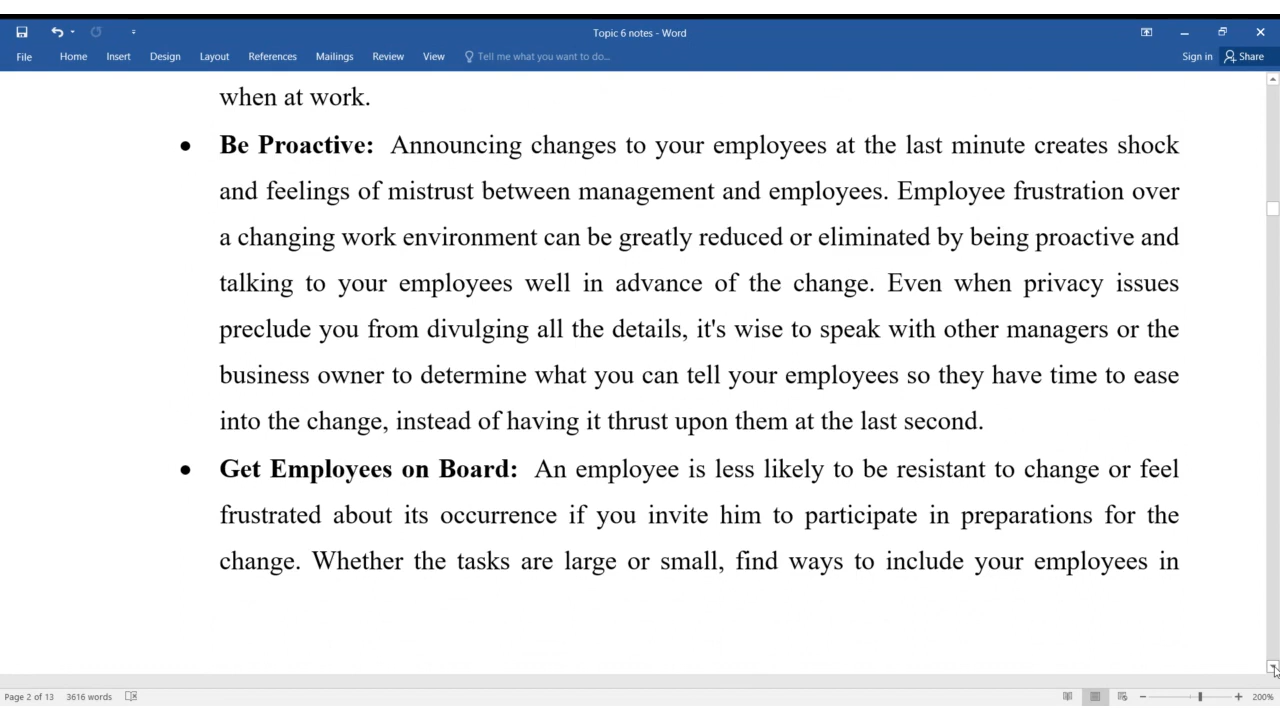 Topic 6 notes - Word
File Home Insert Design Layout References Mailings Review View Tell me what you want to do... Sign in Share
when at work.
• Be Proactive: Announcing changes to your employees at the last minute creates shock
and feelings of mistrust between management and employees. Employee frustration over
a changing work environment can be greatly reduced or eliminated by being proactive and
talking to your employees well in advance of the change. Even when privacy issues
preclude you from divulging all the details, it's wise to speak with other managers or the
business owner to determine what you can tell your employees so they have time to ease
into the change, instead of having it thrust upon them at the last second.
• Get Employees on Board: An employee is less likely to be resistant to change or feel
frustrated about its occurrence if you invite him to participate in preparations for the
change. Whether the tasks are large or small, find ways to include your employees in
Page 2 of 13 3616 words 200%